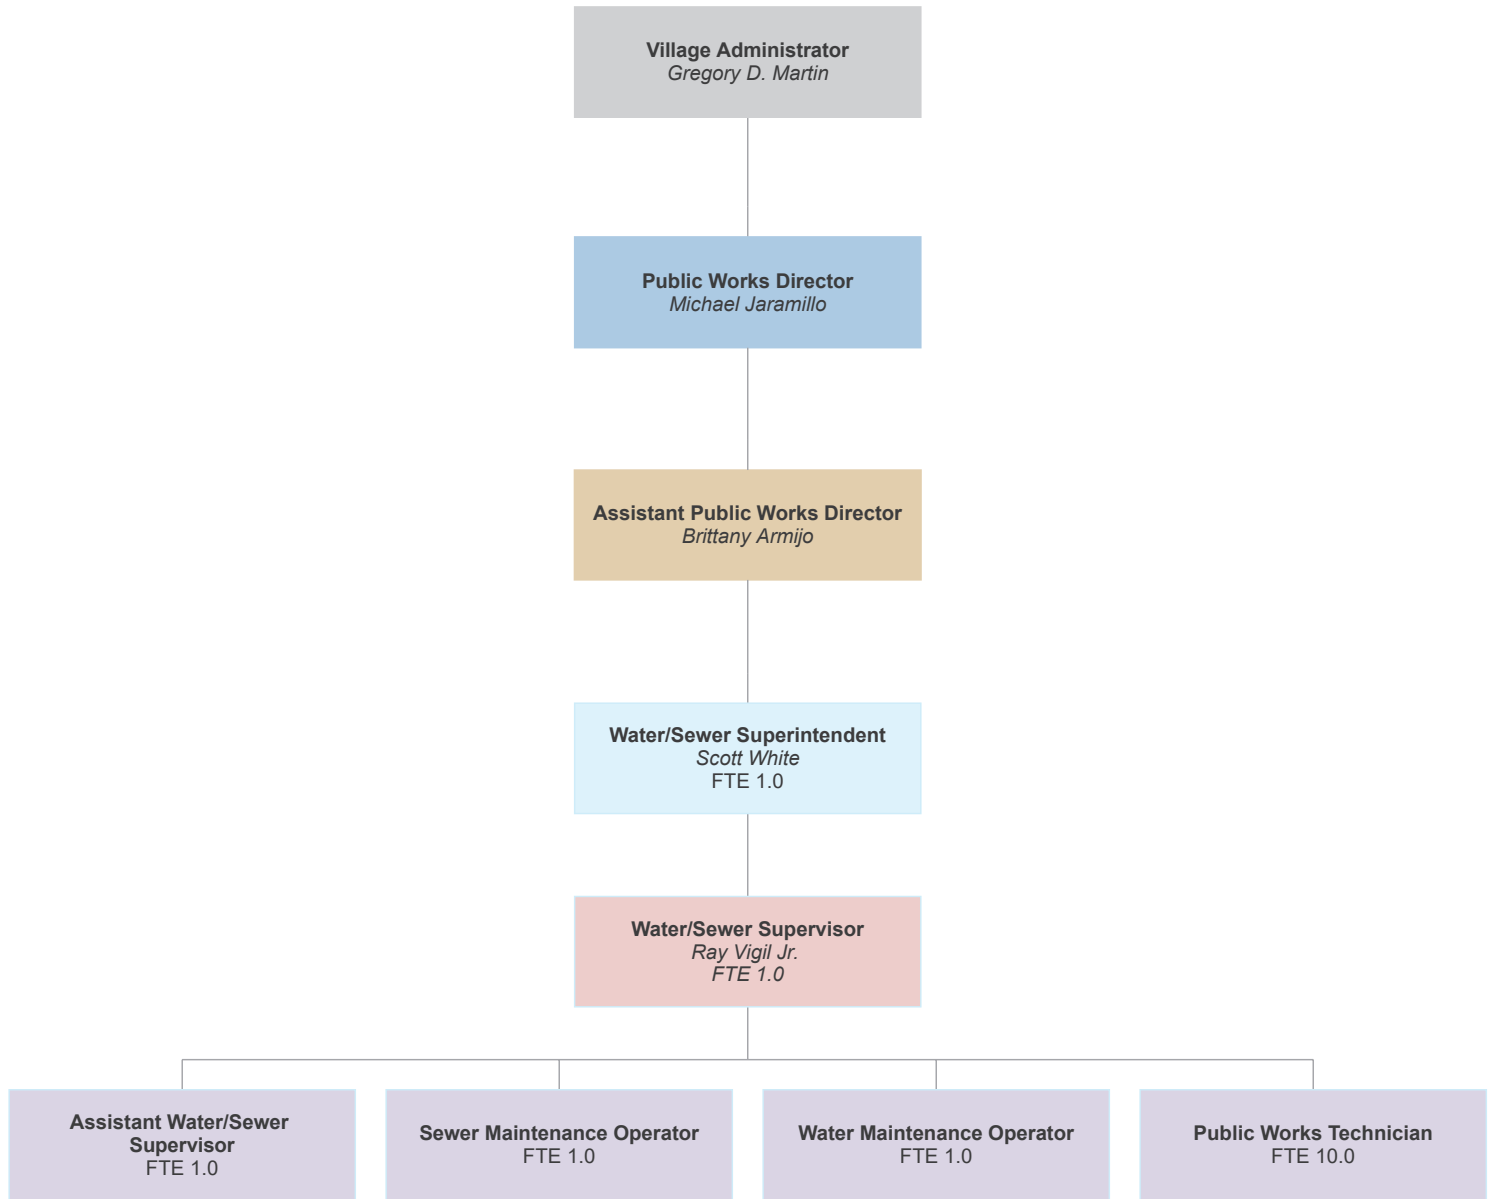 Village Administrator
Gregory D. Martin
Public Works Director
Michael Jaramillo
Assistant Public Works Director
Brittany Armijo
Water/Sewer Superintendent
Scott White
FTE 1.0
Water/Sewer Supervisor
Ray Vigil Jr.
FTE 1.0
Assistant Water/Sewer
Supervisor
FTE 1.0
Sewer Maintenance Operator
FTE 1.0
Water Maintenance Operator
FTE 1.0
Public Works Technician
FTE 10.0